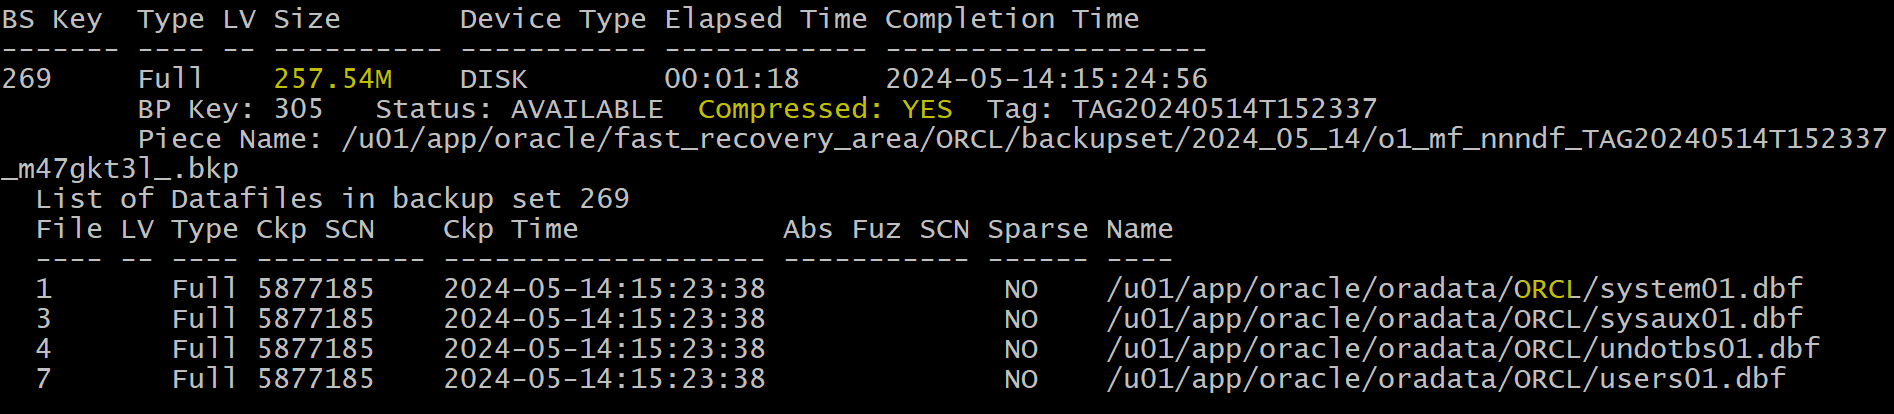 BS Key  Type LV Size       Device Type Elapsed Time Completion Time
------- ---- -- ---------- ----------- ------------ -------------------
269     Full    257.54M    DISK        00:01:18     2024-05-14:15:24:56
        BP Key: 305   Status: AVAILABLE  Compressed: YES  Tag: TAG20240514T152337
        Piece Name: /u01/app/oracle/fast_recovery_area/ORCL/backupset/2024_05_14/o1_mf_nnndf_TAG20240514T152337
_m47gkt3l_.bkp
  List of Datafiles in backup set 269
  File LV Type Ckp SCN    Ckp Time            Abs Fuz SCN Sparse Name
  ---- -- ---- ---------- ------------------- ----------- ------ ----
  1       Full 5877185    2024-05-14:15:23:38              NO    /u01/app/oracle/oradata/ORCL/system01.dbf
  3       Full 5877185    2024-05-14:15:23:38              NO    /u01/app/oracle/oradata/ORCL/sysaux01.dbf
  4       Full 5877185    2024-05-14:15:23:38              NO    /u01/app/oracle/oradata/ORCL/undotbs01.dbf
  7       Full 5877185    2024-05-14:15:23:38              NO    /u01/app/oracle/oradata/ORCL/users01.dbf